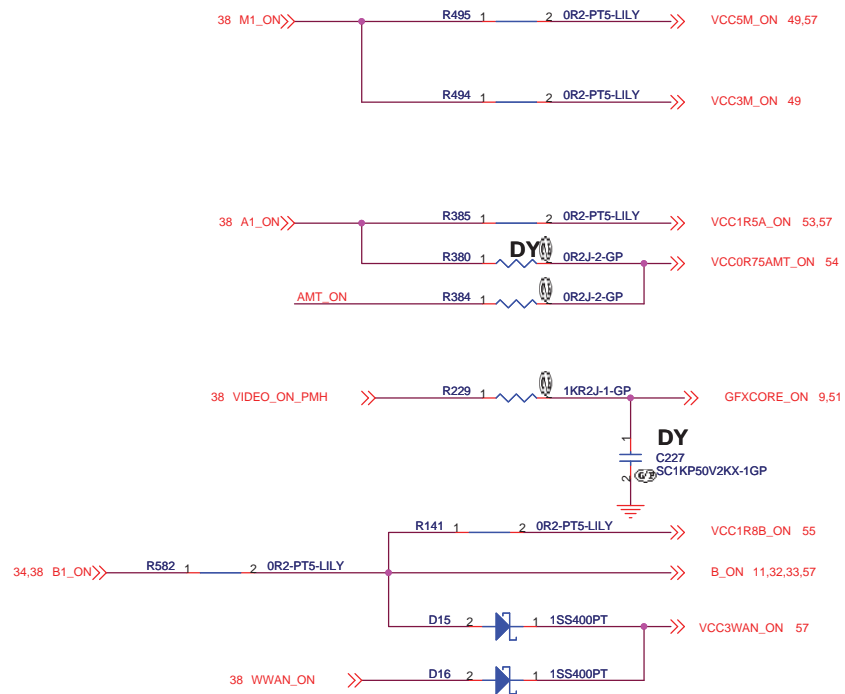 38 M1_ON R495 1 2 0R2-PT5-LILY VCC5M_ON 49,57
R494 1 2 0R2-PT5-LILY VCC3M_ON 49
38 A1_ON R385 1 2 0R2-PT5-LILY VCC1R5A_ON 53,57
R380 1 DY 2 0R2J-2-GP VCC0R75AMT_ON 54
AMT_ON R384 1 2 0R2J-2-GP
38 VIDEO_ON_PMH R229 1 2 1KR2J-1-GP GFXCORE_ON 9,51
1 DY
C227
2 SC1KP50V2KX-1GP
R141 1 2 0R2-PT5-LILY VCC1R8B_ON 55
34,38 B1_ON R582 1 2 0R2-PT5-LILY B_ON 11,32,33,57
D15 2 1 1SS400PT VCC3WAN_ON 57
38 WWAN_ON D16 2 1 1SS400PT